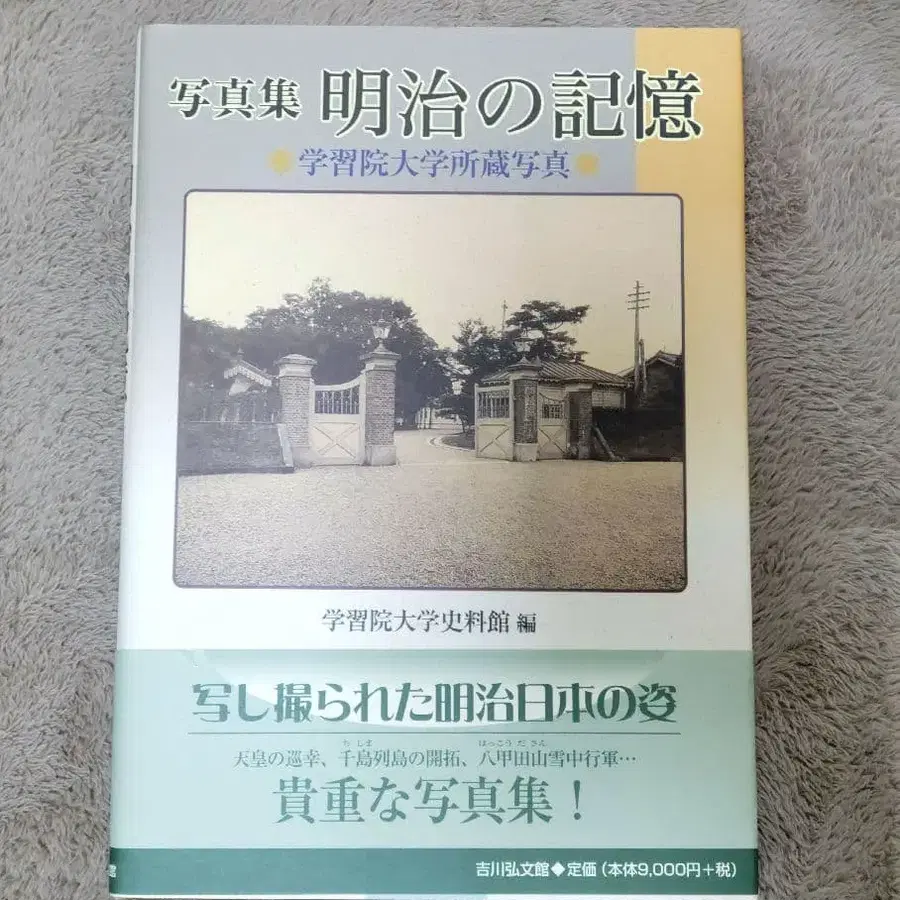 写真集 明治の記憶
学習院大学所蔵写真
学習院大学史料館 編
写し撮られた明治日本の姿
ちしま はっこうださん
天皇の巡幸、千島列島の開拓、八甲田山雪中行軍…
貴重な写真集!
吉川弘文館◆定価(本体9,000円+税)